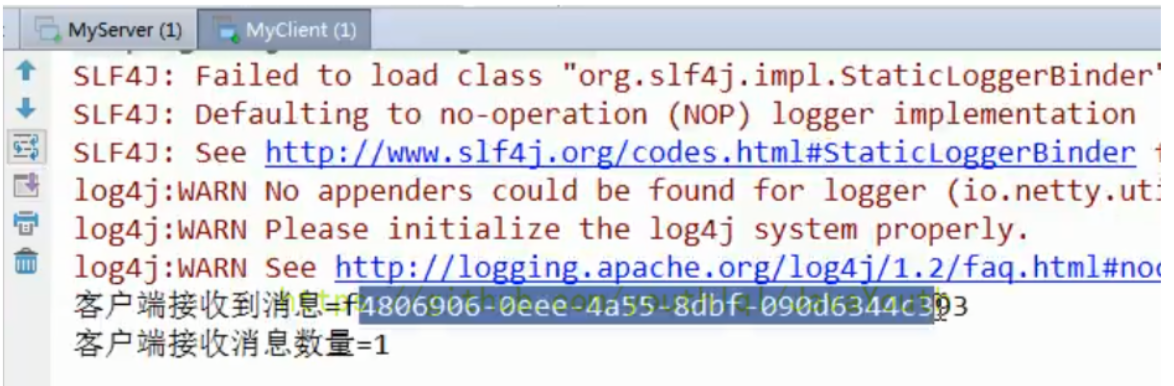 MyServer (1) MyClient (1)
SLF4J: Failed to load class "org.slf4j.impl.StaticLoggerBinder"
SLF4J: Defaulting to no-operation (NOP) logger implementation
SLF4J: See http://www.slf4j.org/codes.html#StaticLoggerBinder
log4j:WARN No appenders could be found for logger (io.netty.uti
log4j:WARN Please initialize the log4j system properly.
log4j:WARN See http://logging.apache.org/log4j/1.2/faq.html#noc
客户端接收到消息=f4806906-0eee-4a55-8dbf-090d6344c393
客户端接收消息数量=1